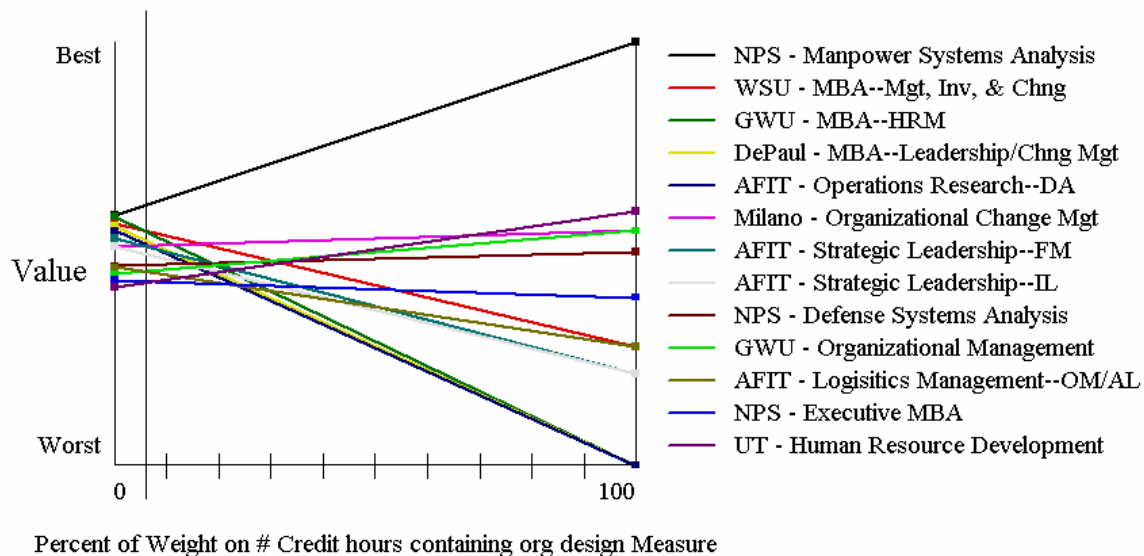 Best
Value
Worst
0
100
Percent of Weight on # Credit hours containing org design Measure
NPS - Manpower Systems Analysis
WSU - MBA--Mgt, Inv, & Chng
GWU - MBA--HRM
DePaul - MBA--Leadership/Chng Mgt
AFIT - Operations Research--DA
Milano - Organizational Change Mgt
AFIT - Strategic Leadership--FM
AFIT - Strategic Leadership--IL
NPS - Defense Systems Analysis
GWU - Organizational Management
AFIT - Logisitics Management--OM/AL
NPS - Executive MBA
UT - Human Resource Development